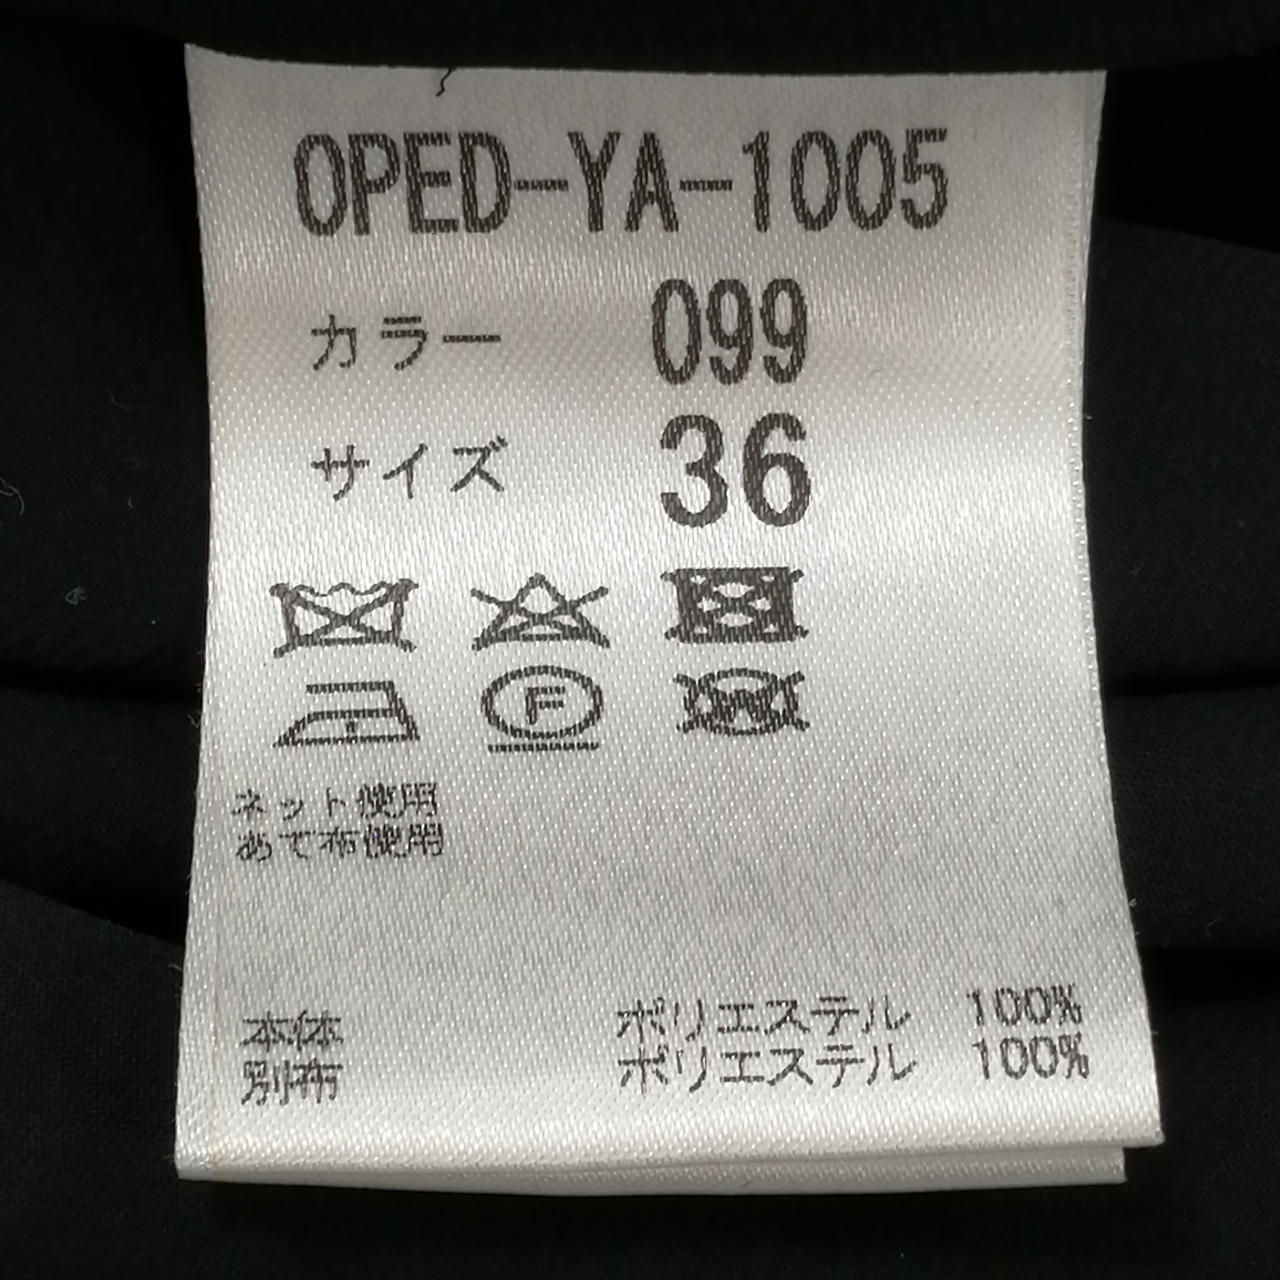 OPED-YA-1005
カラー 099
サイズ 36
F
W
ネット使用
あて布使用
本体 ポリエステル 100%
別布 ポリエステル 100%